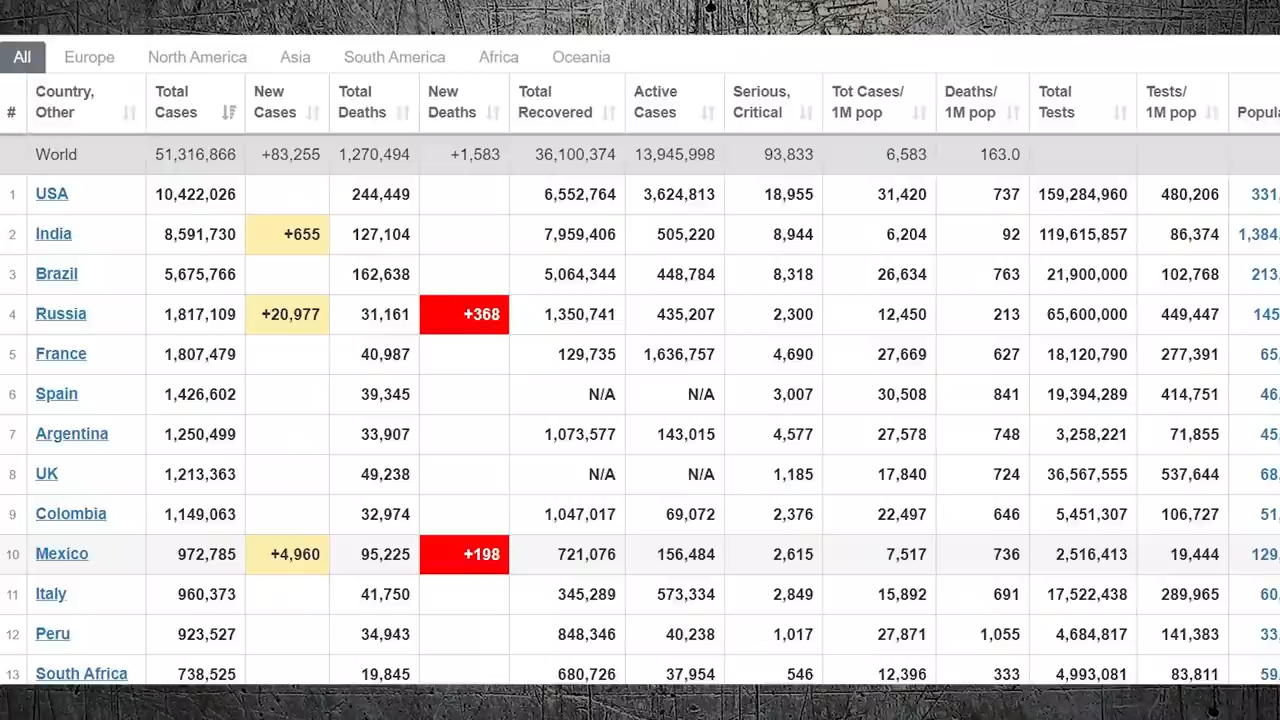 All Europe North America Asia South America Africa Oceania
# Country, Other Total Cases New Cases Total Deaths New Deaths Total Recovered Active Cases Serious, Critical Tot Cases/ 1M pop Deaths/ 1M pop Total Tests Tests/ 1M pop Popula
World 51,316,866 +83,255 1,270,494 +1,583 36,100,374 13,945,998 93,833 6,583 163.0
1 USA 10,422,026 244,449 6,552,764 3,624,813 18,955 31,420 737 159,284,960 480,206 331,
2 India 8,591,730 +655 127,104 7,959,406 505,220 8,944 6,204 92 119,615,857 86,374 1,384,
3 Brazil 5,675,766 162,638 5,064,344 448,784 8,318 26,634 763 21,900,000 102,768 213,
4 Russia 1,817,109 +20,977 31,161 +368 1,350,741 435,207 2,300 12,450 213 65,600,000 449,447 145
5 France 1,807,479 40,987 129,735 1,636,757 4,690 27,669 627 18,120,790 277,391 65,
6 Spain 1,426,602 39,345 N/A N/A 3,007 30,508 841 19,394,289 414,751 46,
7 Argentina 1,250,499 33,907 1,073,577 143,015 4,577 27,578 748 3,258,221 71,855 45,
8 UK 1,213,363 49,238 N/A N/A 1,185 17,840 724 36,567,555 537,644 68,
9 Colombia 1,149,063 32,974 1,047,017 69,072 2,376 22,497 646 5,451,307 106,727 51,
10 Mexico 972,785 +4,960 95,225 +198 721,076 156,484 2,615 7,517 736 2,516,413 19,444 129,
11 Italy 960,373 41,750 345,289 573,334 2,849 15,892 691 17,522,438 289,965 60,
12 Peru 923,527 34,943 848,346 40,238 1,017 27,871 1,055 4,684,817 141,383 33,
13 South Africa 738,525 19,845 680,726 37,954 546 12,396 333 4,993,081 83,811 59,